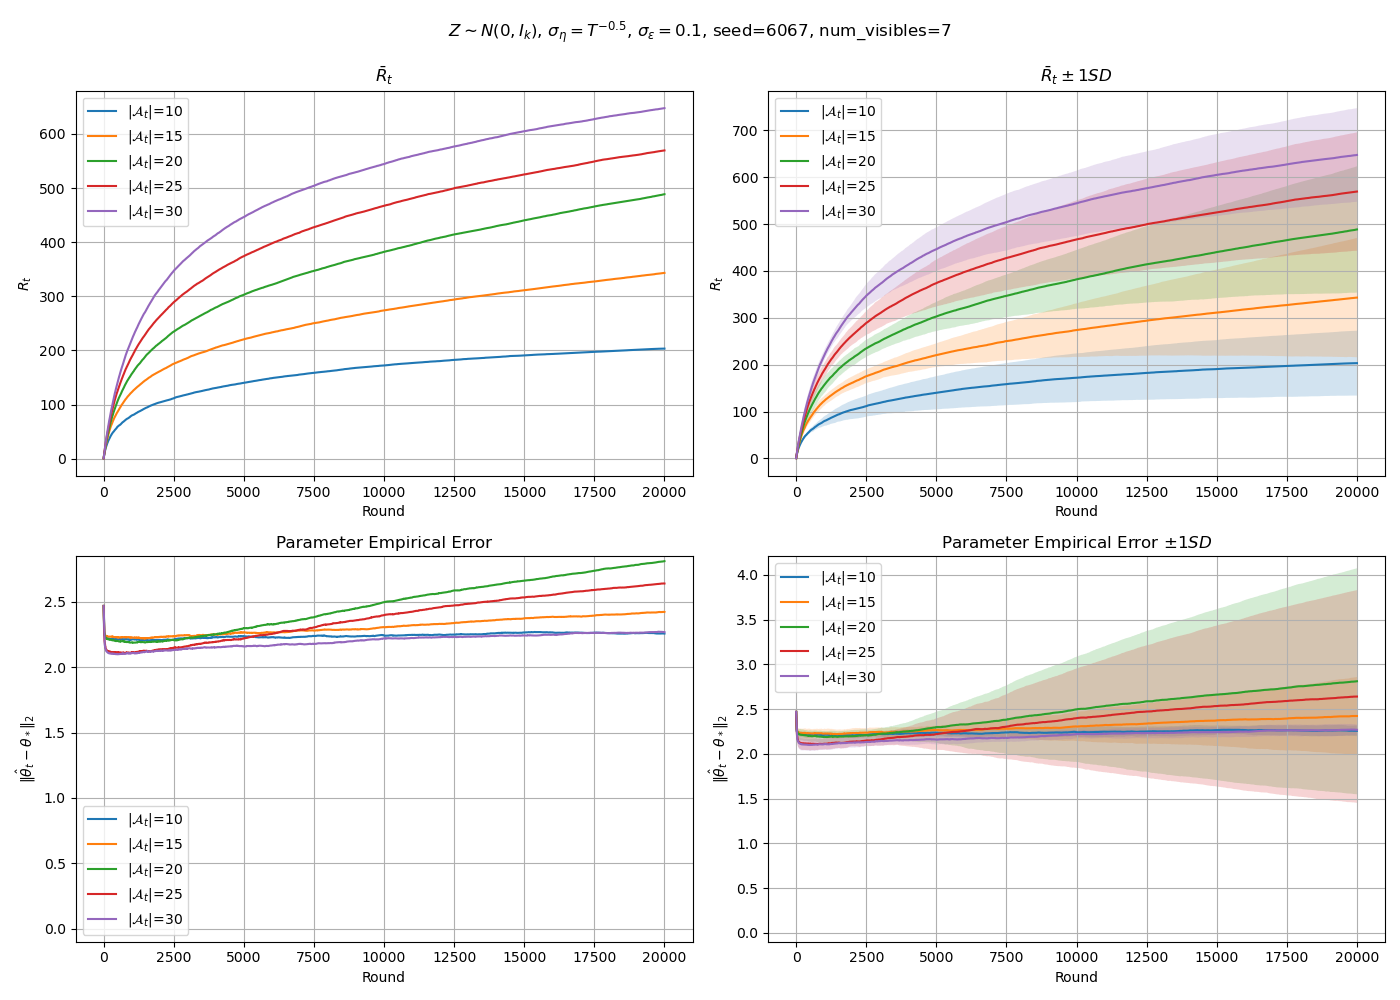 Z ∼ N(0, I_k), σ_η = T^{−0.5}, σ_ε = 0.1, seed=6067, num_visibles=7
R̄_t
R_t
600
500
400
300
200
100
0
|𝒜_t|=10
|𝒜_t|=15
|𝒜_t|=20
|𝒜_t|=25
|𝒜_t|=30
0 2500 5000 7500 10000 12500 15000 17500 20000
Round
R̄_t ± 1SD
R_t
700
600
500
400
300
200
100
0
|𝒜_t|=10
|𝒜_t|=15
|𝒜_t|=20
|𝒜_t|=25
|𝒜_t|=30
0 2500 5000 7500 10000 12500 15000 17500 20000
Round
Parameter Empirical Error
‖θ̂_t − θ_*‖_2
2.5
2.0
1.5
1.0
0.5
0.0
|𝒜_t|=10
|𝒜_t|=15
|𝒜_t|=20
|𝒜_t|=25
|𝒜_t|=30
0 2500 5000 7500 10000 12500 15000 17500 20000
Round
Parameter Empirical Error ±1SD
‖θ̂_t − θ_*‖_2
4.0
3.5
3.0
2.5
2.0
1.5
1.0
0.5
0.0
|𝒜_t|=10
|𝒜_t|=15
|𝒜_t|=20
|𝒜_t|=25
|𝒜_t|=30
0 2500 5000 7500 10000 12500 15000 17500 20000
Round